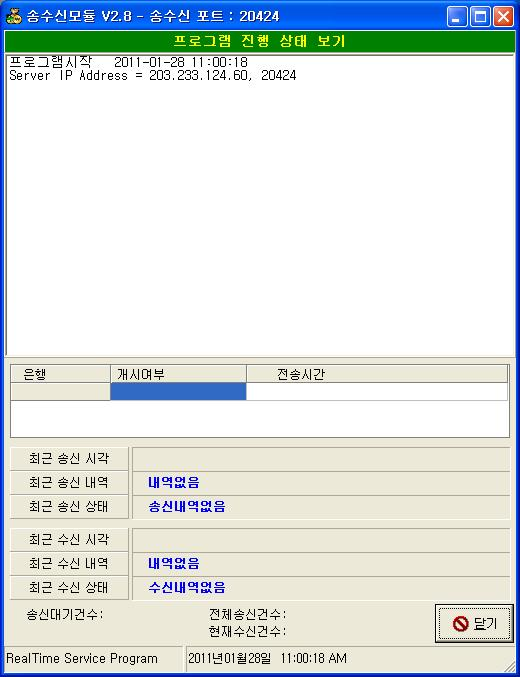 송수신모듈 V2.8 - 송수신 포트 : 20424
프로그램 진행 상태 보기
프로그램시작 2011-01-28 11:00:18
Server IP Address = 203.233.124.60, 20424
은행 개시여부 전송시간
최근 송신 시각
최근 송신 내역 내역없음
최근 송신 상태 송신내역없음
최근 수신 시각
최근 수신 내역 내역없음
최근 수신 상태 수신내역없음
송신대기건수: 전체송신건수:
현재수신건수:
닫기
RealTime Service Program 2011년01월28일 11:00:18 AM